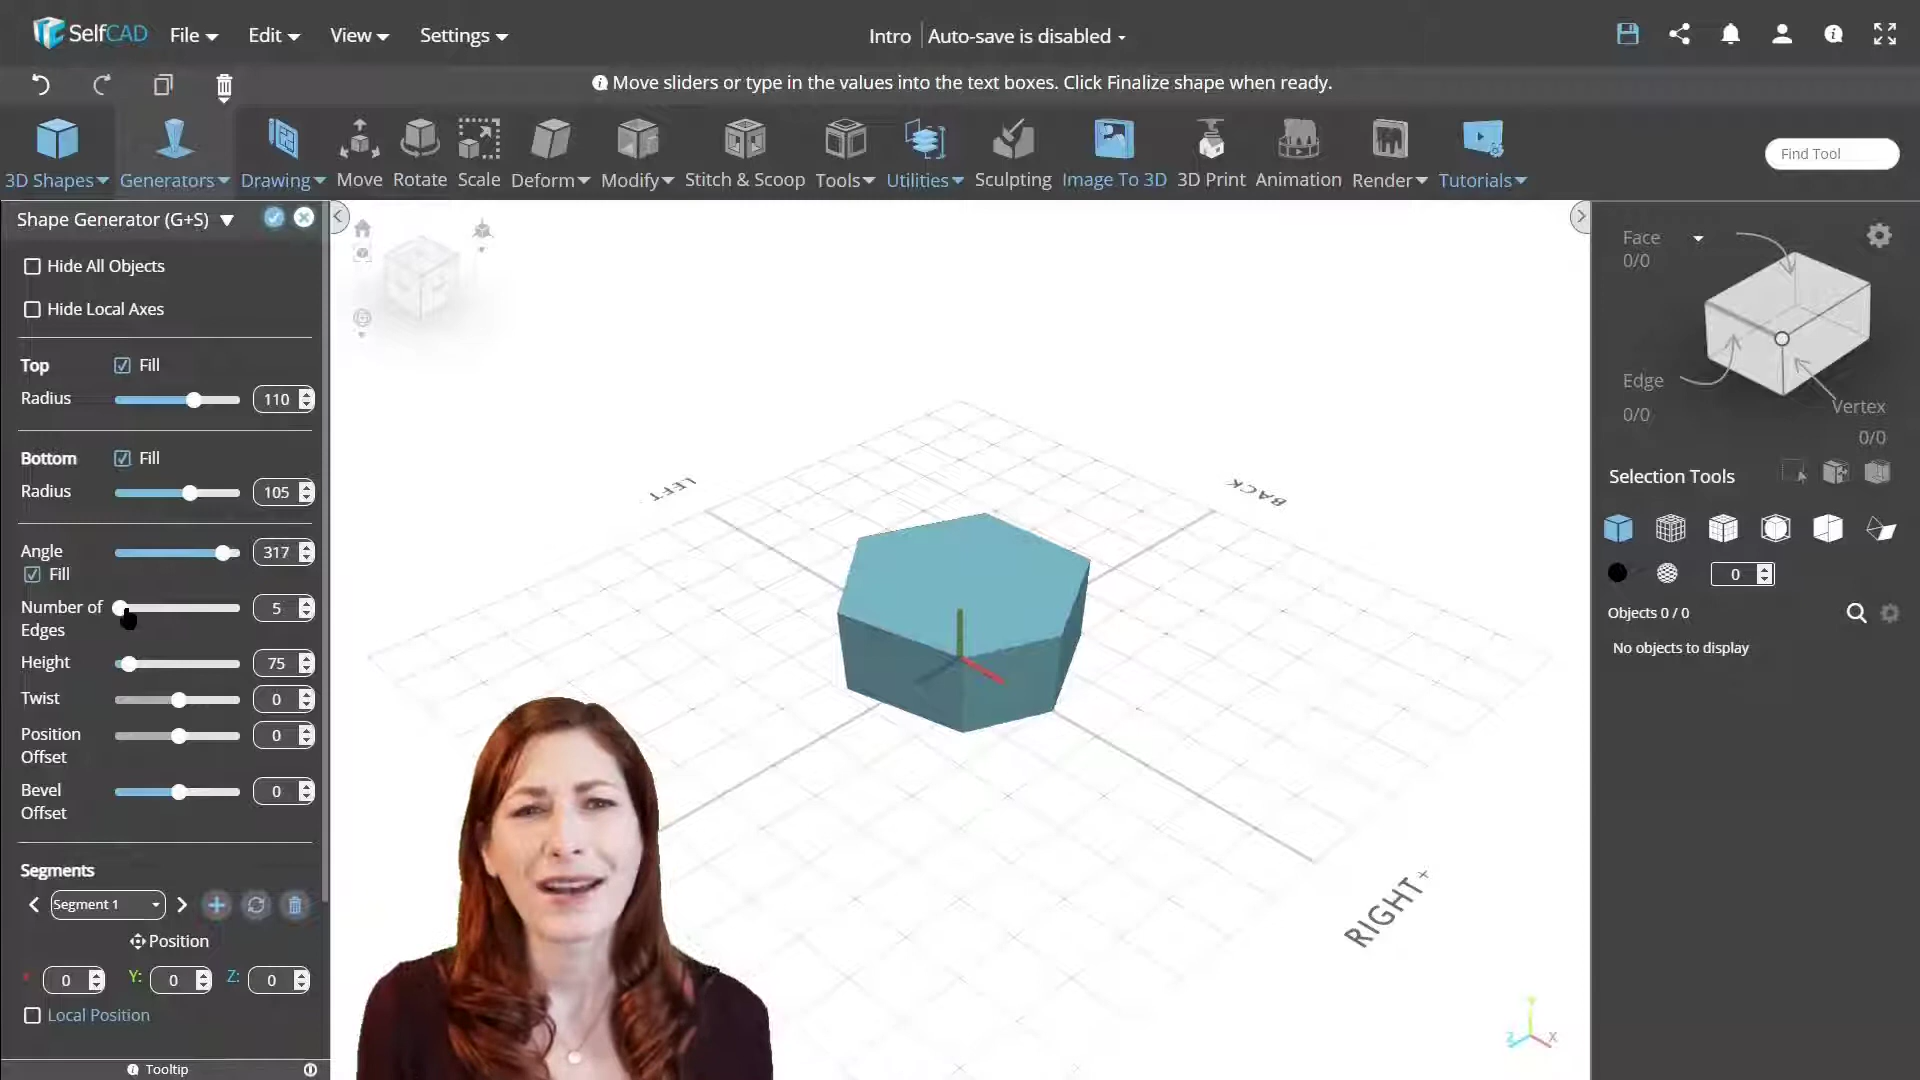 SelfCAD File Edit View Settings Intro Auto-save is disabled
Move sliders or type in the values into the text boxes. Click Finalize shape when ready.
3D Shapes Generators Drawing Move Rotate Scale Deform Modify Stitch & Scoop Tools Utilities Sculpting Image To 3D 3D Print Animation Render Tutorials Find Tool
Shape Generator (G+S)
Hide All Objects
Hide Local Axes
Top Fill
Radius 110
Bottom Fill
Radius 105
Angle 317
Fill
Number of Edges 5
Height 75
Twist 0
Position Offset 0
Bevel Offset 0
Segments
Segment 1
Position
0 Y: 0 Z: 0
Local Position
Tooltip
LEFT
BACK
RIGHT
Z Y X
Face
0/0
Edge
0/0
Vertex
0/0
Selection Tools
0
Objects 0 / 0
No objects to display